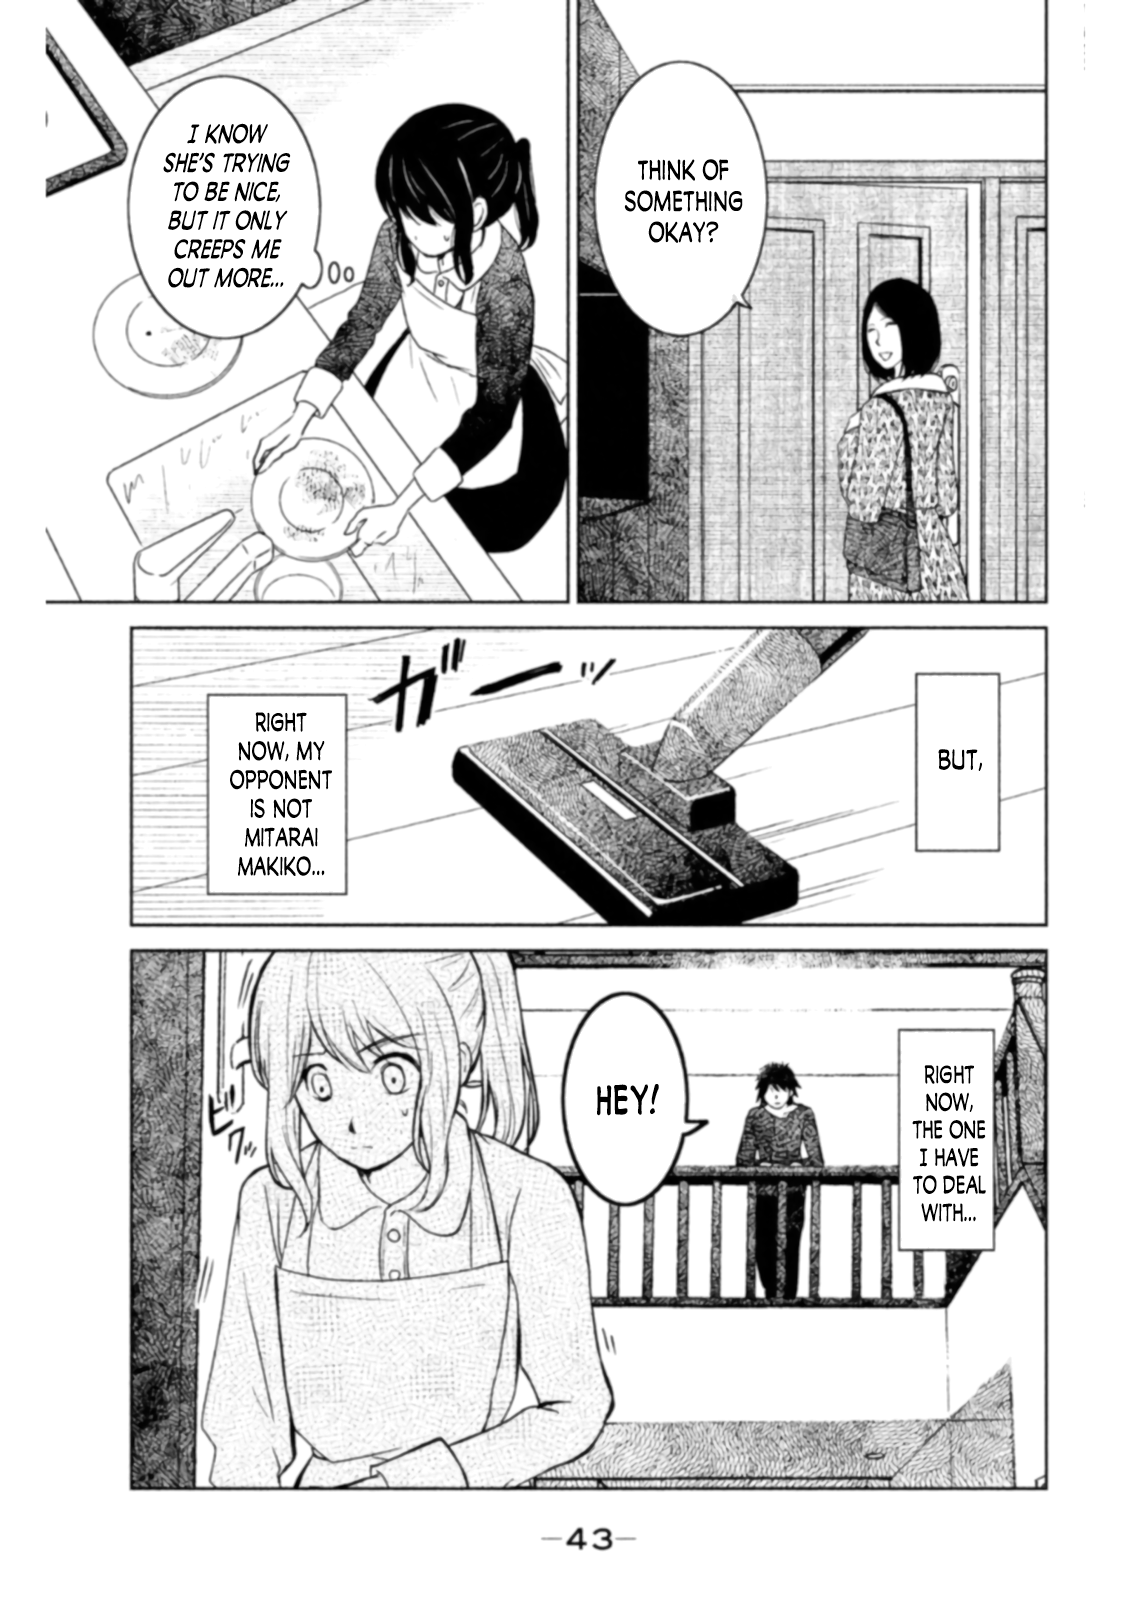 THINK OF
SOMETHING
OKAY?
I KNOW
SHE'S TRYING
TO BE NICE,
BUT IT ONLY
CREEPS ME
OUT MORE...
BUT,
ガーッ
RIGHT
NOW, MY
OPPONENT
IS NOT
MITARAI
MAKIKO...
RIGHT
NOW,
THE ONE
I HAVE
TO DEAL
WITH...
HEY!
ビクッ
—43—